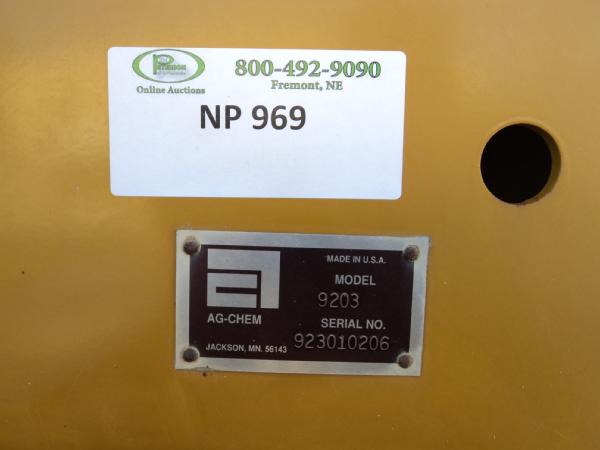 800-492-9090
Fremont, NE
Online Auctions
NP 969
MADE IN U.S.A.
MODEL
9203
AG-CHEM
SERIAL NO.
923010206
JACKSON, MN. 56143